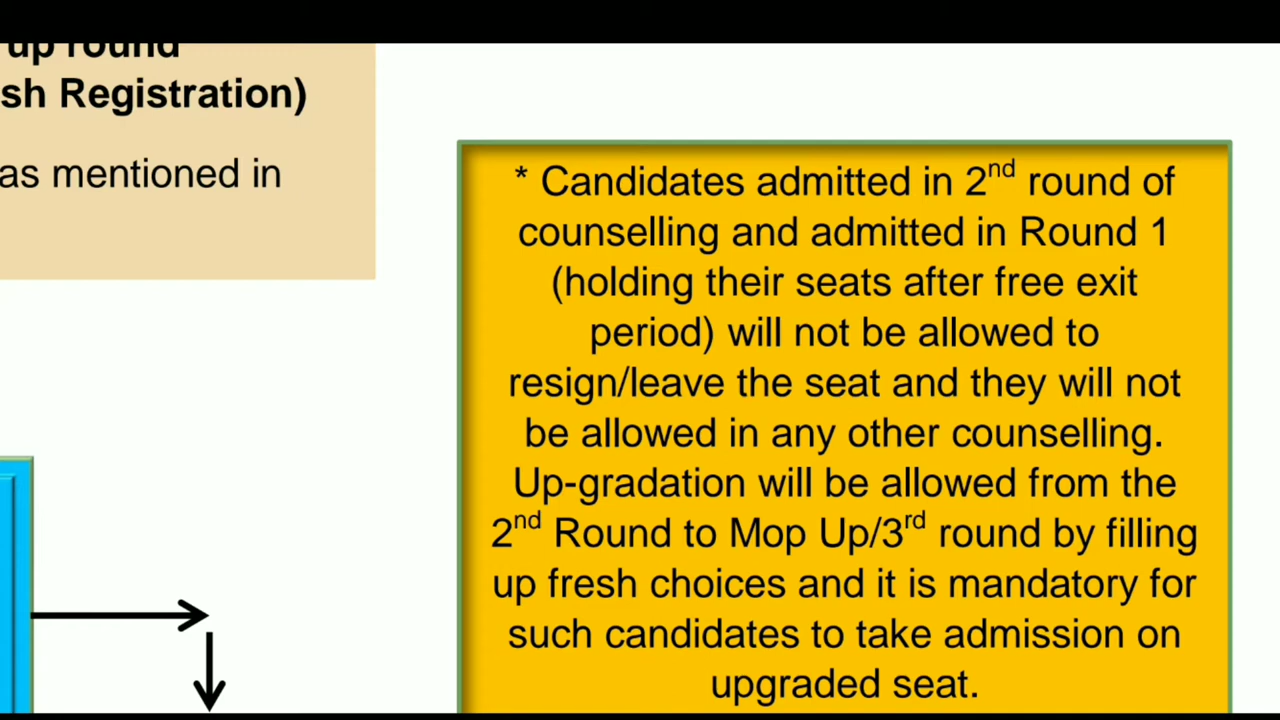 up round
sh Registration)
as mentioned in
* Candidates admitted in 2nd round of
counselling and admitted in Round 1
(holding their seats after free exit
period) will not be allowed to
resign/leave the seat and they will not
be allowed in any other counselling.
Up-gradation will be allowed from the
2nd Round to Mop Up/3rd round by filling
up fresh choices and it is mandatory for
such candidates to take admission on
upgraded seat.